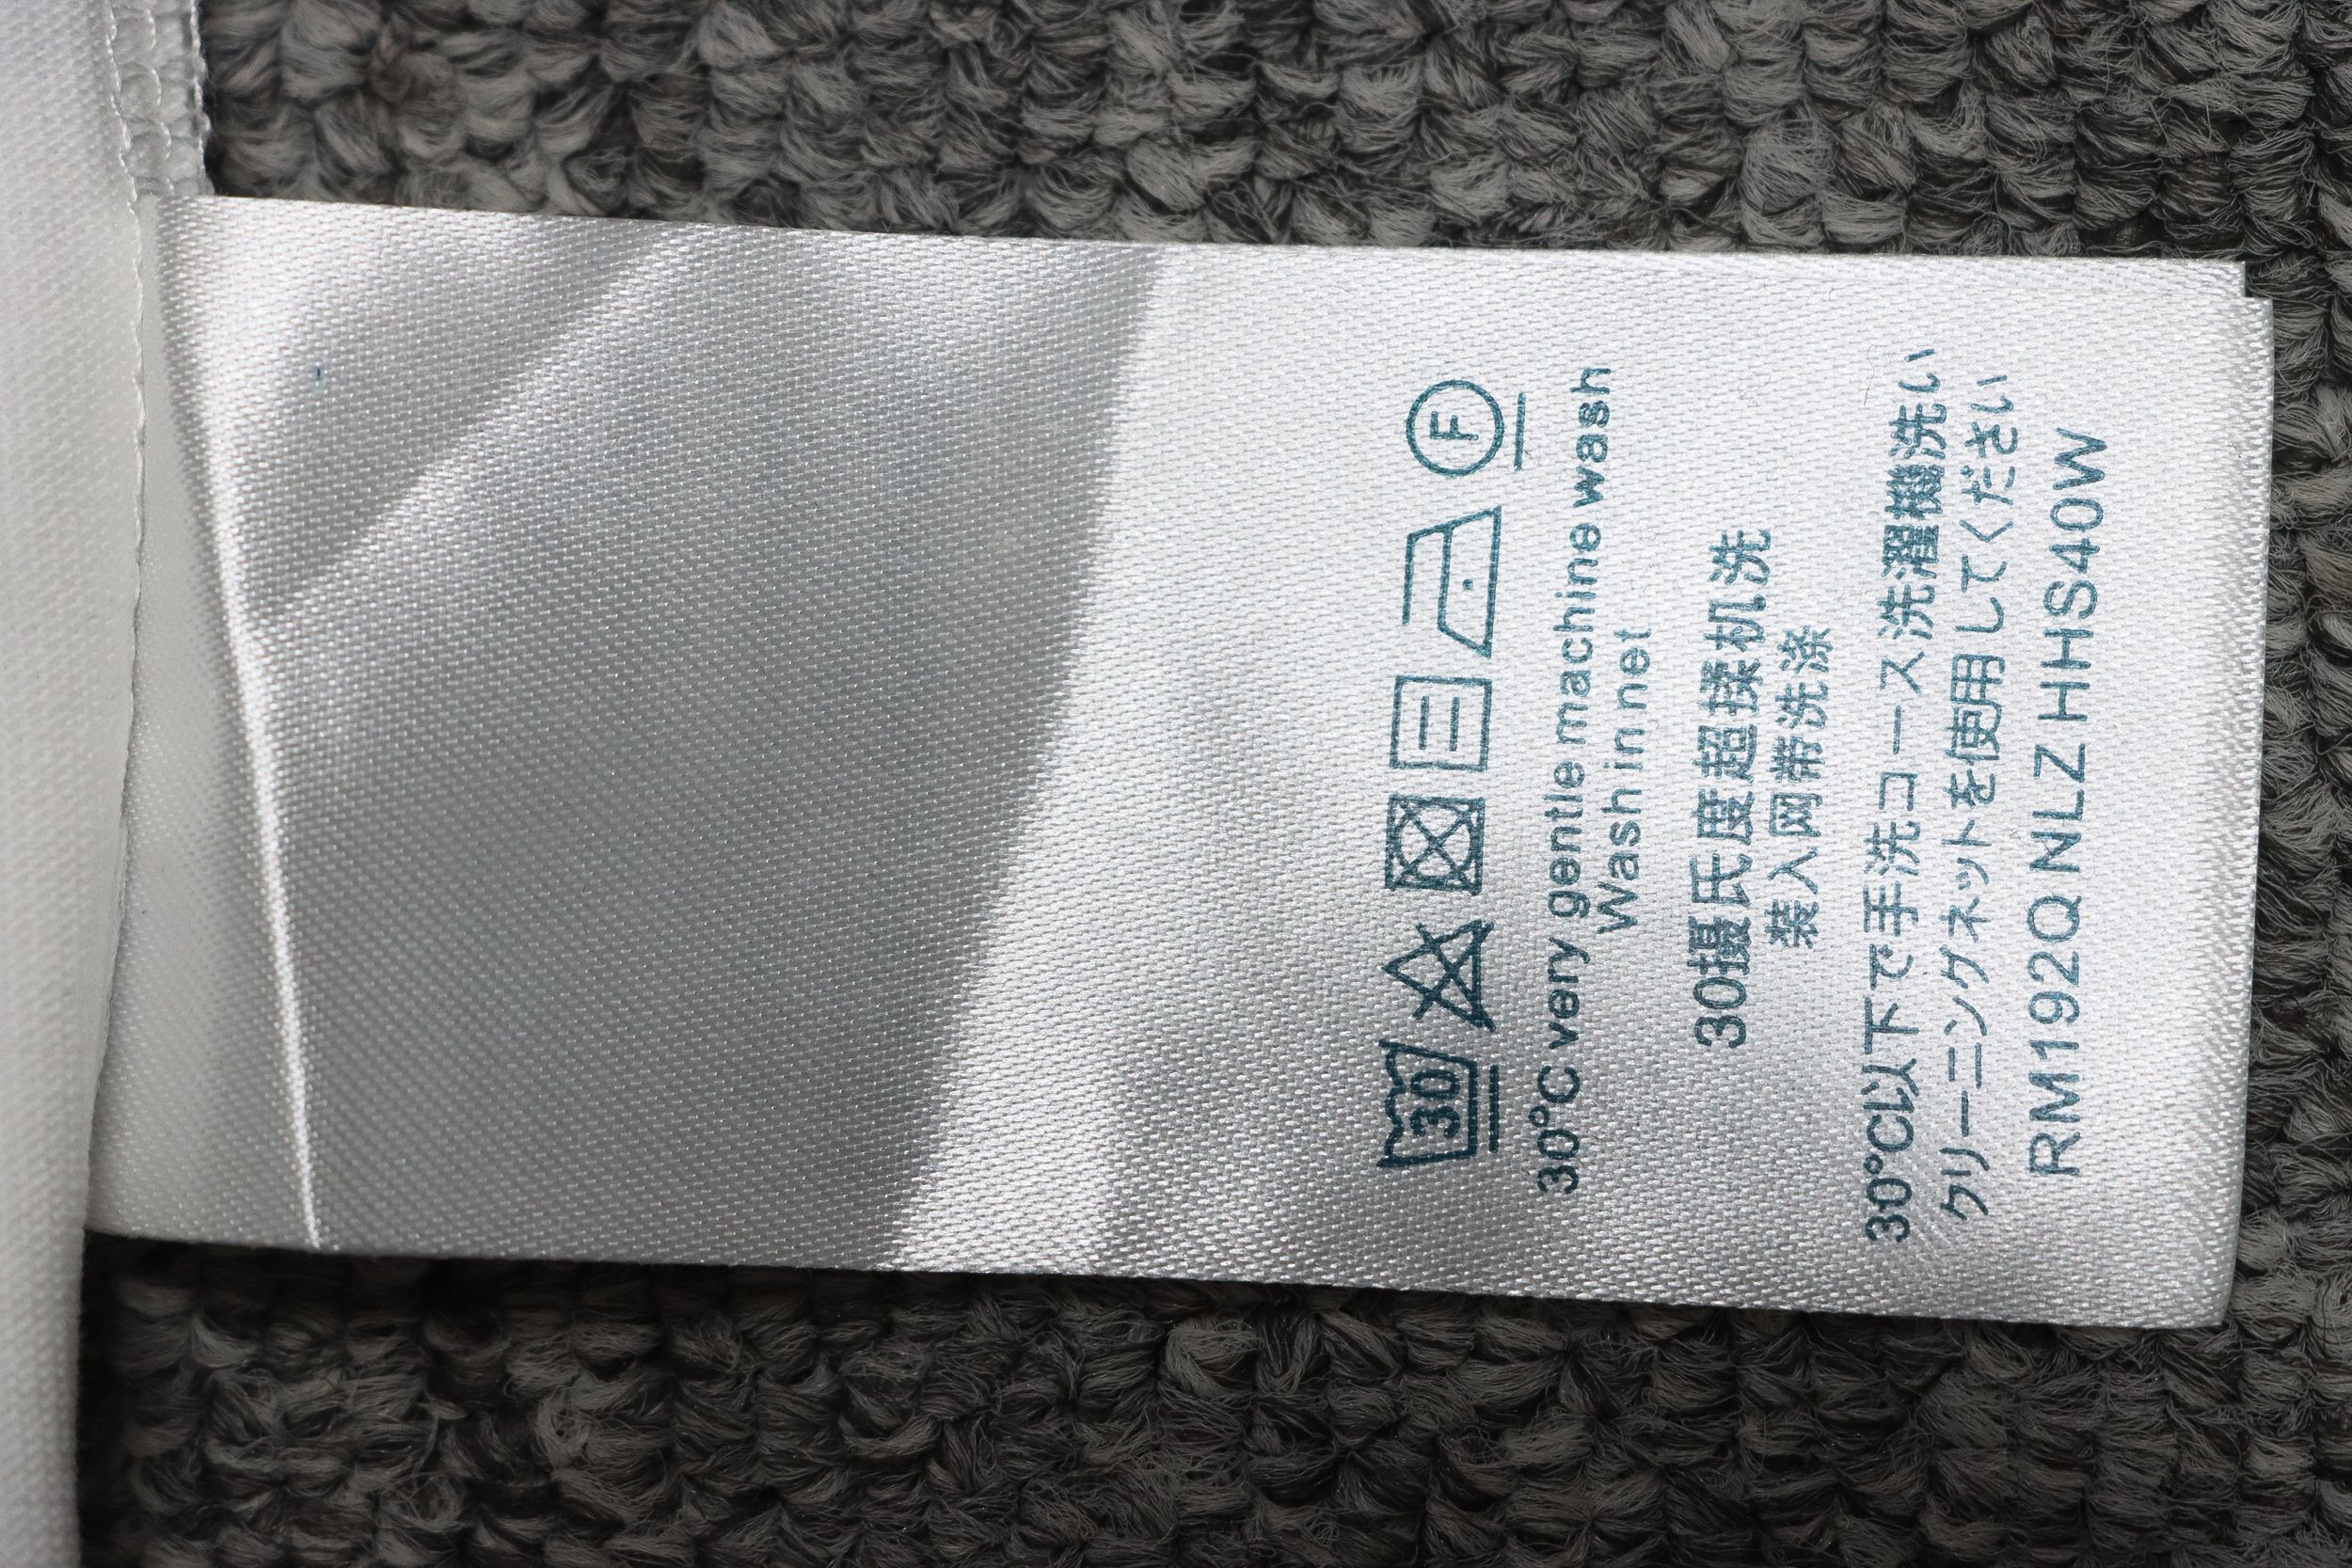 30 F
30°C very gentle machine wash
Wash in net
30摄氏度超揉机洗
装入网带洗涤
30°C以下で手洗コース洗濯機洗い
クリーニングネットを使用してください
RM192Q NLZ HHS40W